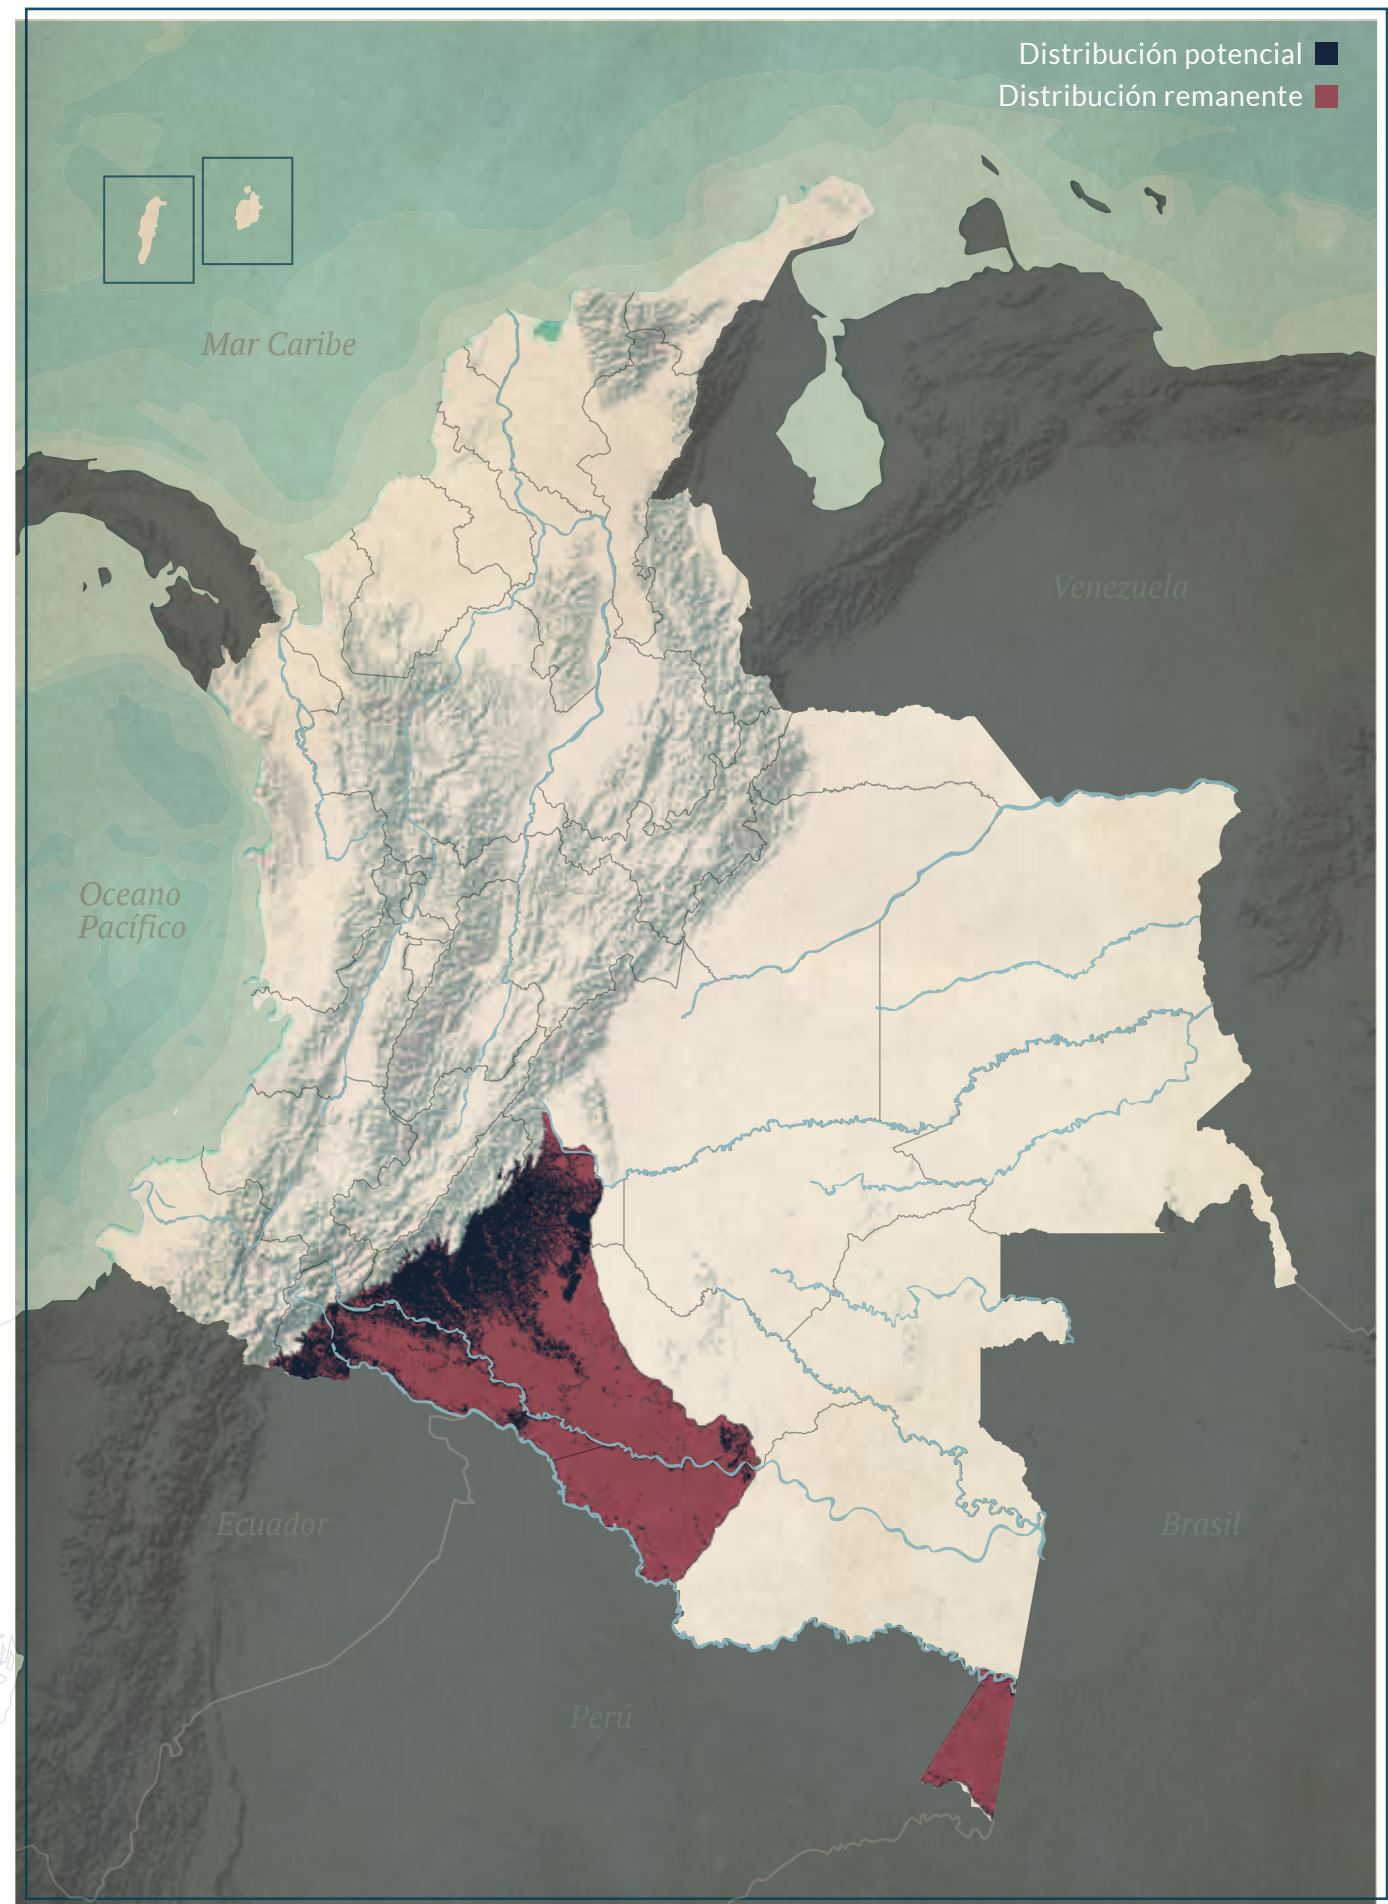 Distribución potencial
Distribución remanente
Mar Caribe
Venezuela
Oceano
Pacífico
Ecuador
Brasil
Perú